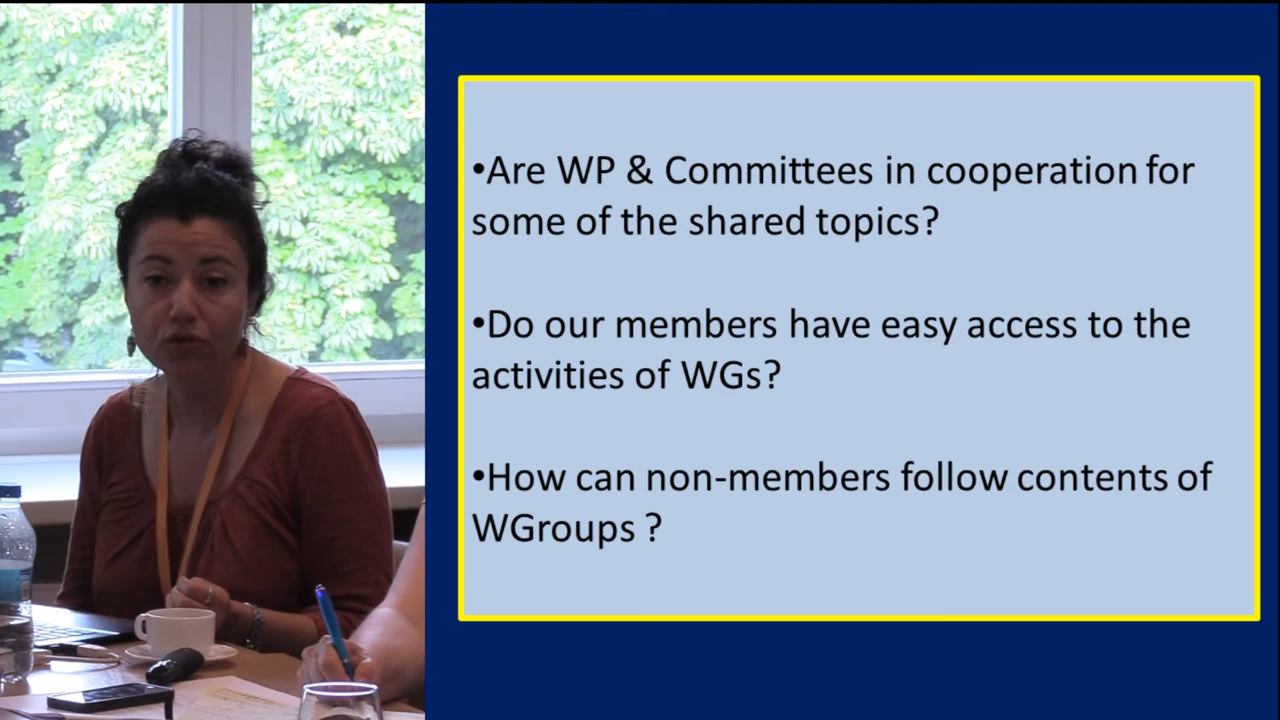 •Are WP & Committees in cooperation for
some of the shared topics?
•Do our members have easy access to the
activities of WGs?
•How can non-members follow contents of
WGroups ?